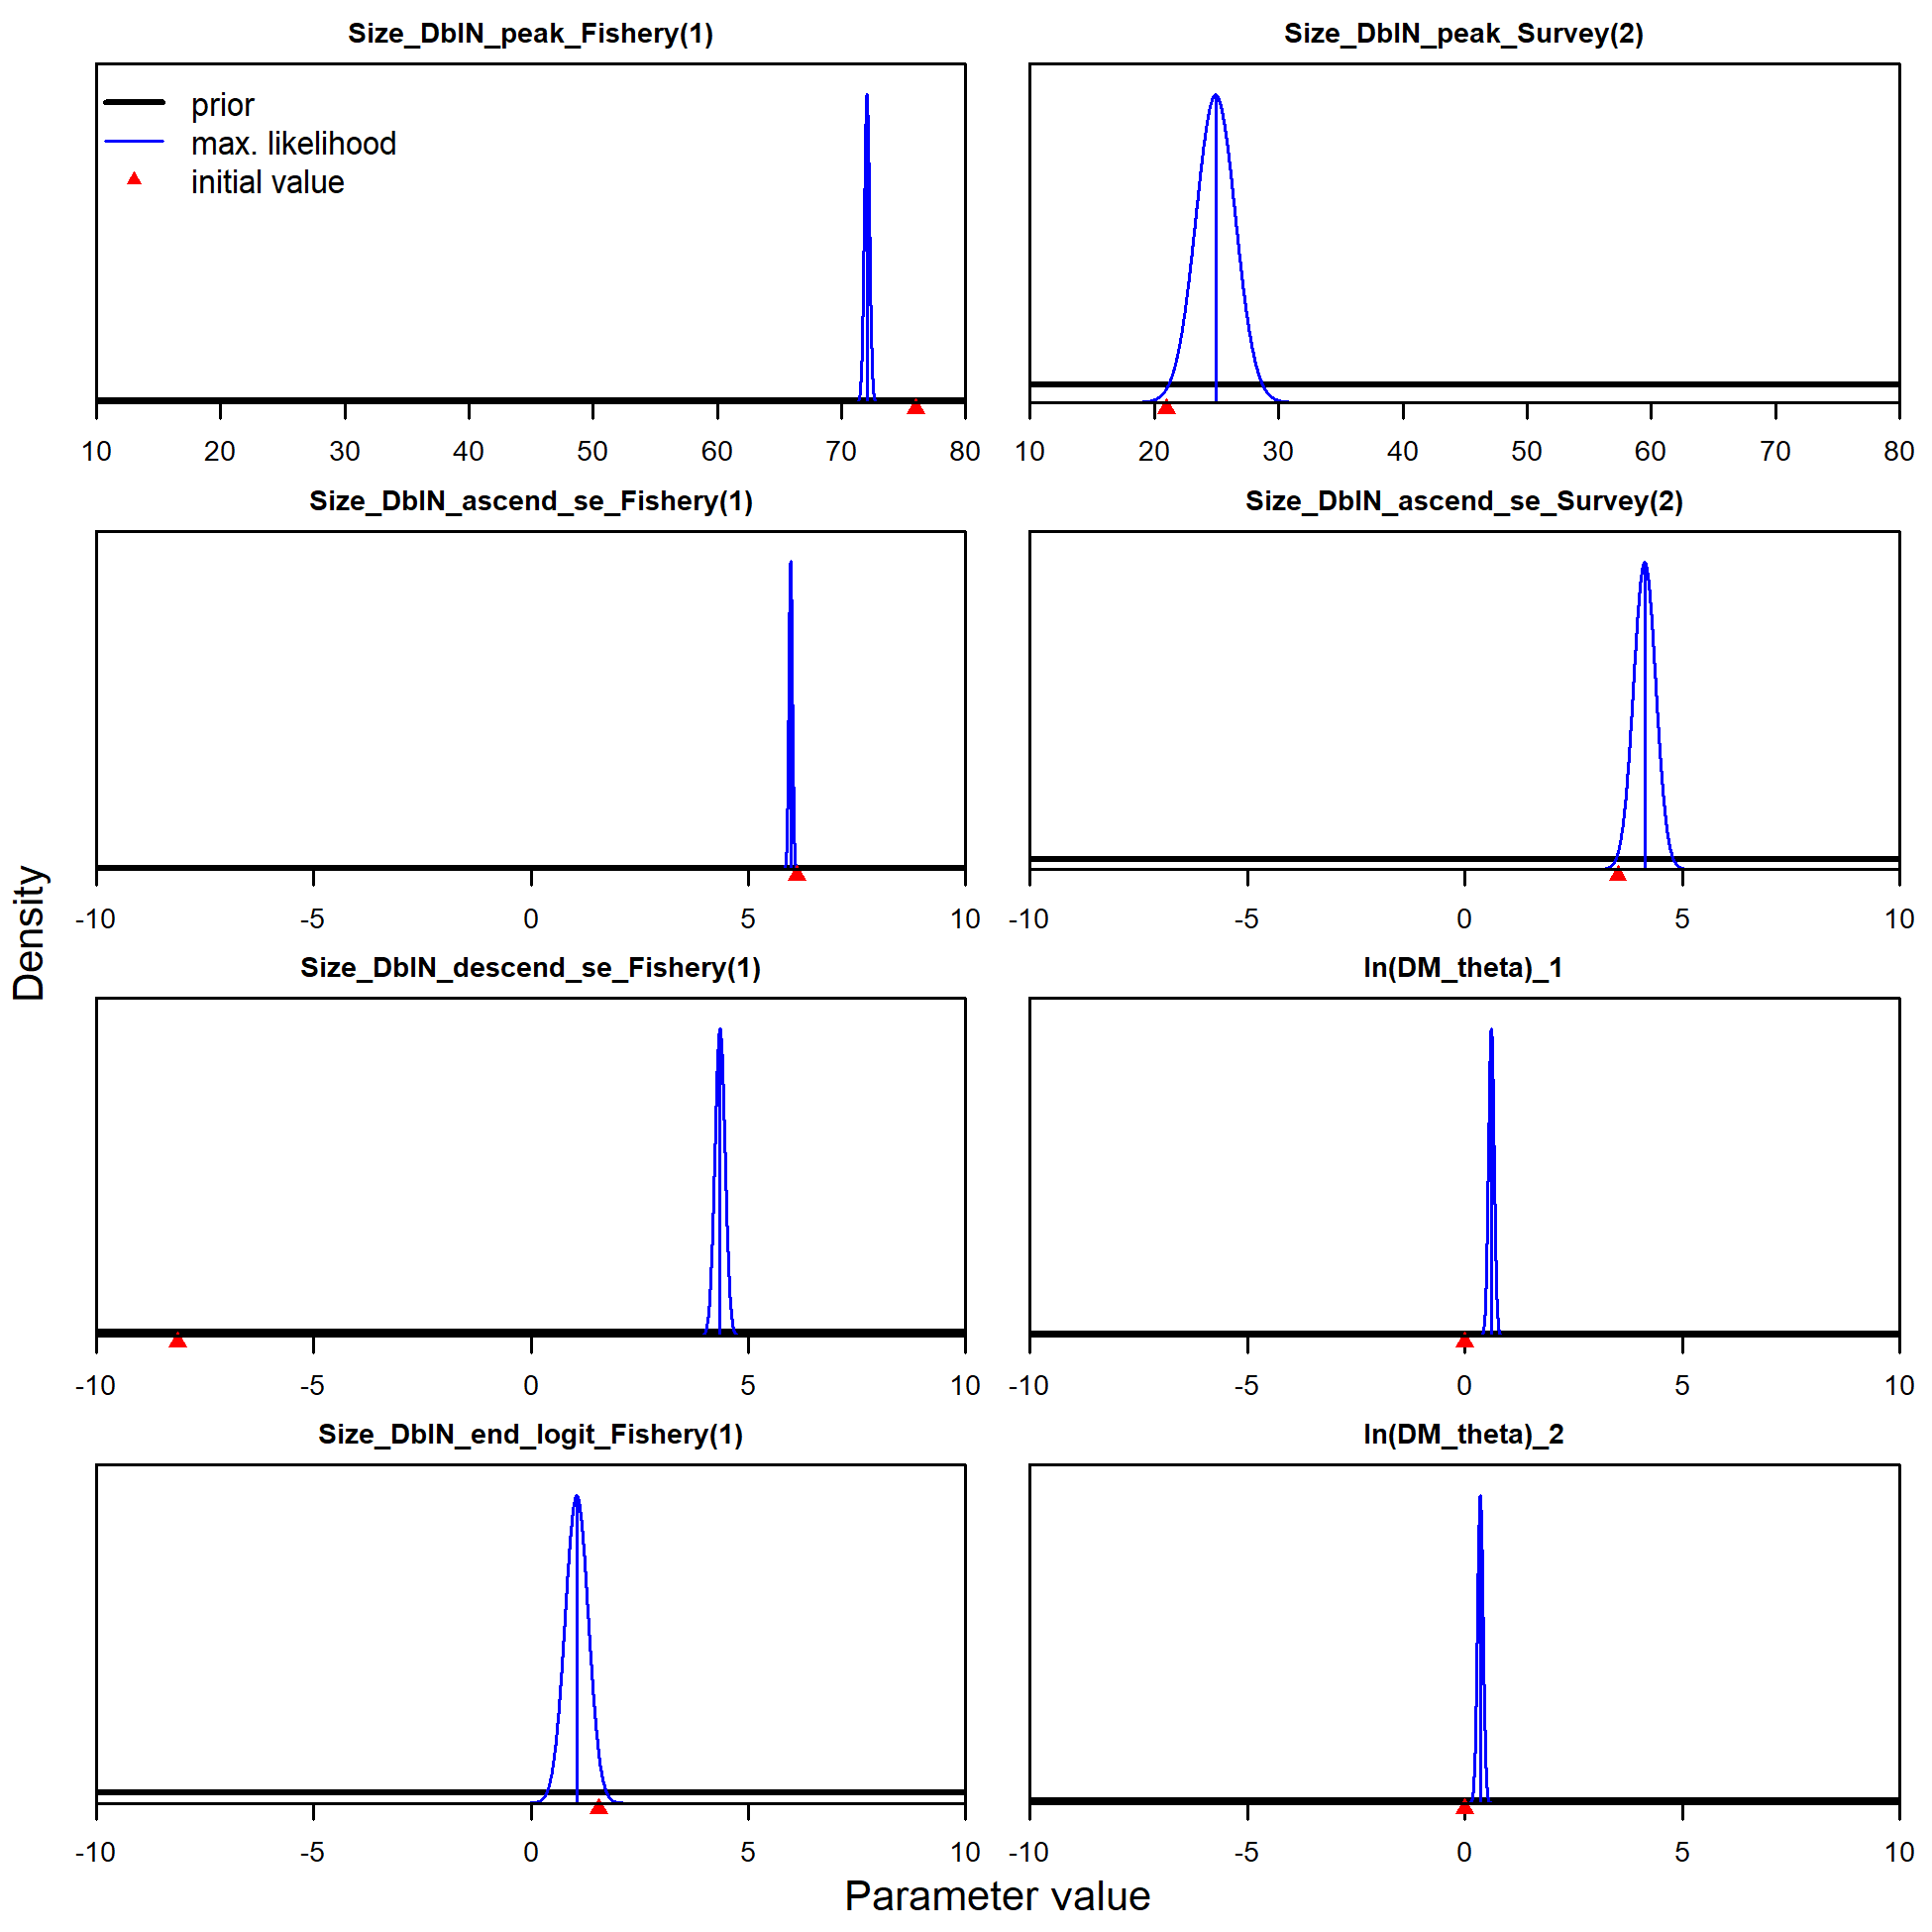 Size_DblN_peak_Fishery(1)
Size_DblN_peak_Survey(2)
prior
max. likelihood
initial value
10 20 30 40 50 60 70 80
10 20 30 40 50 60 70 80
Size_DblN_ascend_se_Fishery(1)
Size_DblN_ascend_se_Survey(2)
-10 -5 0 5 10
-10 -5 0 5 10
Size_DblN_descend_se_Fishery(1)
ln(DM_theta)_1
-10 -5 0 5 10
-10 -5 0 5 10
Size_DblN_end_logit_Fishery(1)
ln(DM_theta)_2
-10 -5 0 5 10
-10 -5 0 5 10
Density
Parameter value